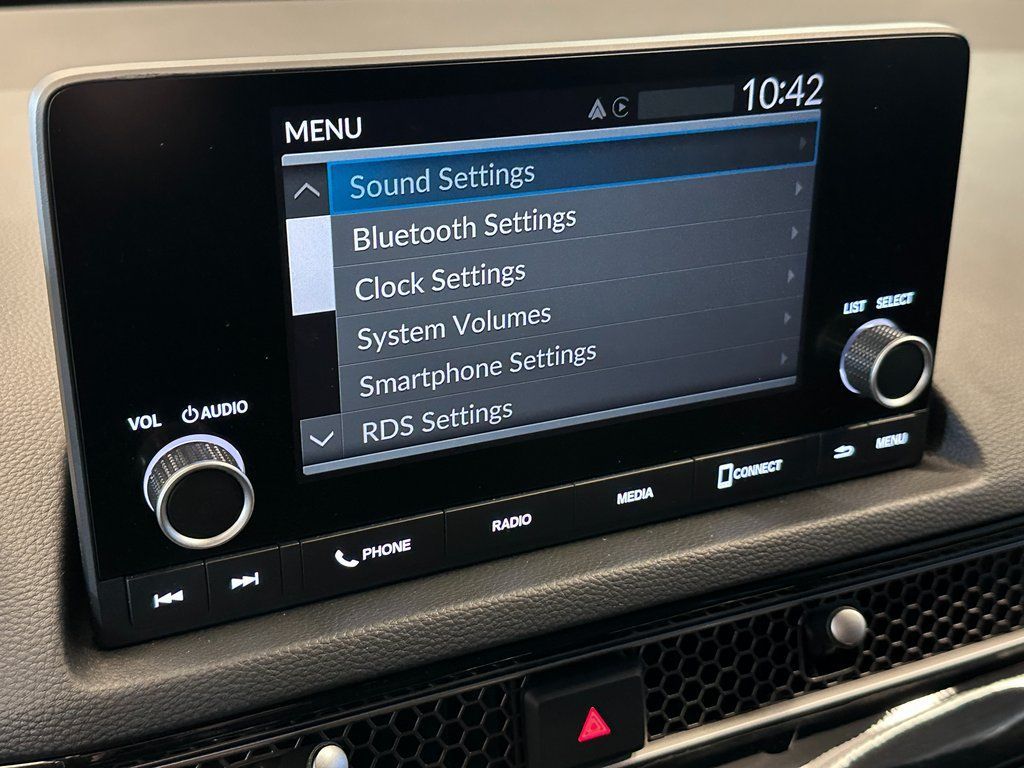 MENU 10:42
Sound Settings
Bluetooth Settings
Clock Settings
System Volumes
Smartphone Settings
RDS Settings
VOL AUDIO
LIST SELECT
PHONE RADIO MEDIA CONNECT MENU